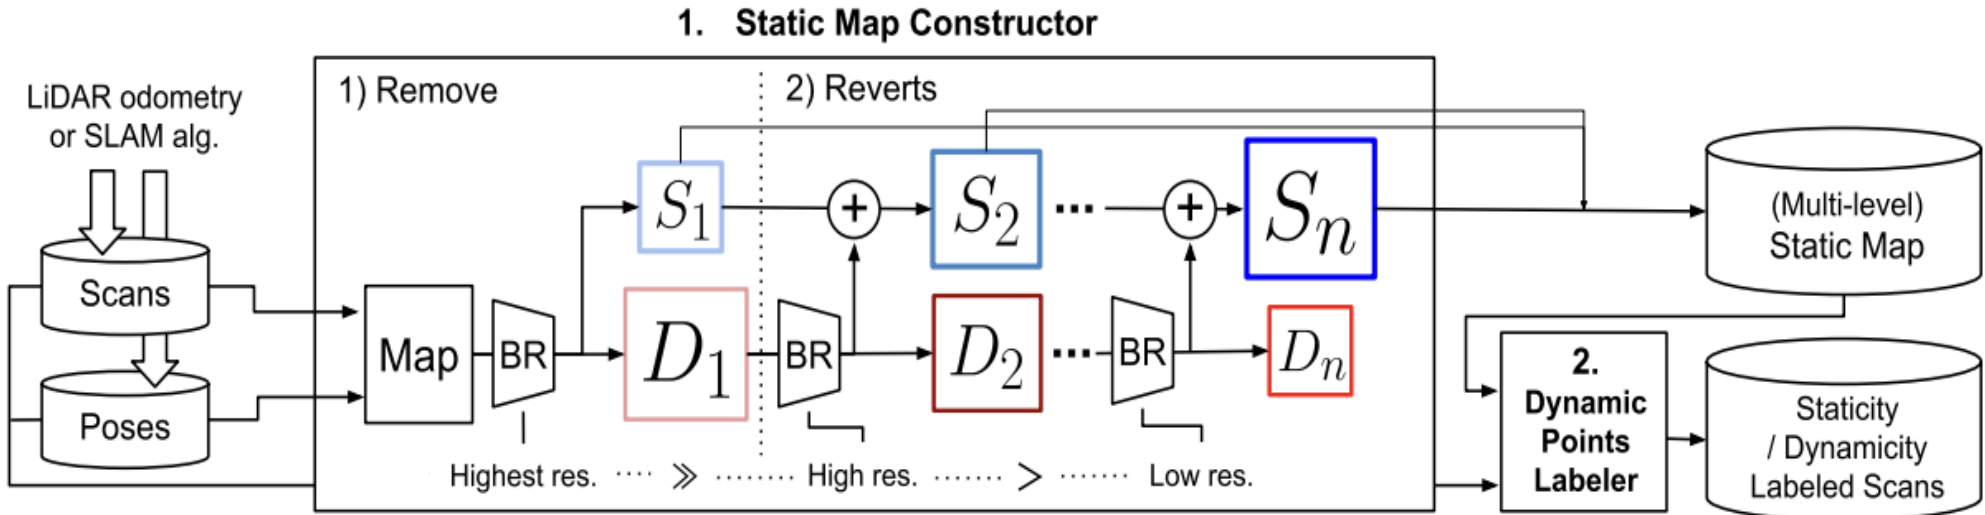 1. Static Map Constructor
LiDAR odometry
or SLAM alg.
1) Remove
2) Reverts
S1
+
S2
...
+
Sn
(Multi-level)
Static Map
Scans
Poses
Map
BR
D1
BR
D2
...
BR
Dn
2.
Dynamic
Points
Labeler
Staticity
/ Dynamicity
Labeled Scans
Highest res. ..... ≫ ........ High res. ....... > ....... Low res.